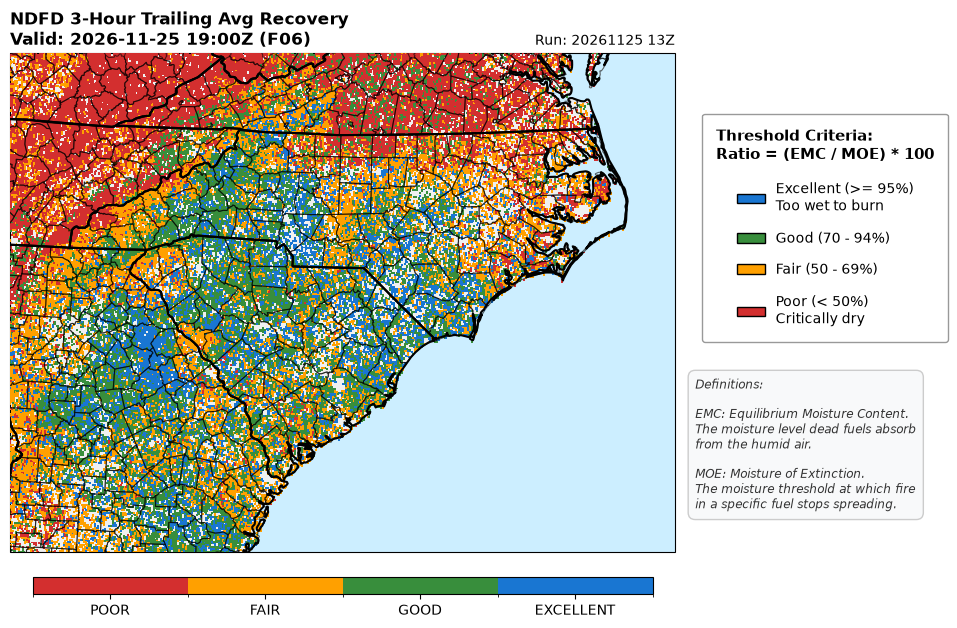 NDFD 3-Hour Trailing Avg Recovery
Valid: 2026-11-25 19:00Z (F06)
Run: 20261125 13Z
Threshold Criteria:
Ratio = (EMC / MOE) * 100
Excellent (>= 95%)
Too wet to burn
Good (70 - 94%)
Fair (50 - 69%)
Poor (< 50%)
Critically dry
Definitions:
EMC: Equilibrium Moisture Content.
The moisture level dead fuels absorb
from the humid air.
MOE: Moisture of Extinction.
The moisture threshold at which fire
in a specific fuel stops spreading.
POOR
FAIR
GOOD
EXCELLENT